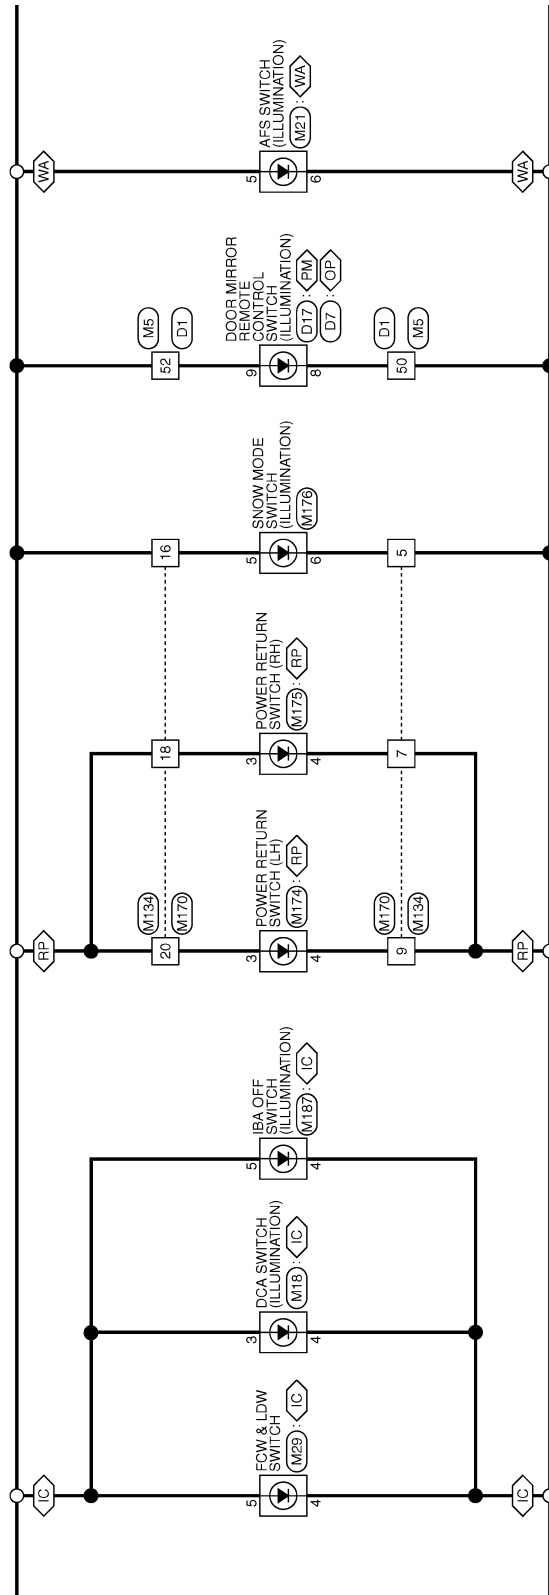 IC
FCW & LDW
SWITCH
M29 : IC
5
4
IC
DCA SWITCH
(ILLUMINATION)
M18 : IC
3
4
IBA OFF
SWITCH
(ILLUMINATION)
M187 : IC
5
4
RP
M134
M170
20
POWER RETURN
SWITCH (LH)
M174 : RP
3
4
M170
M134
9
RP
18
POWER RETURN
SWITCH (RH)
M175 : RP
3
4
7
16
SNOW MODE
SWITCH
(ILLUMINATION)
M176
5
6
5
M5
D1
52
DOOR MIRROR
REMOTE
CONTROL
SWITCH
(ILLUMINATION)
D17 : PM
D7 : OP
9
8
D1
M5
50
WA
AFS SWITCH
(ILLUMINATION)
M21 : WA
5
6
WA